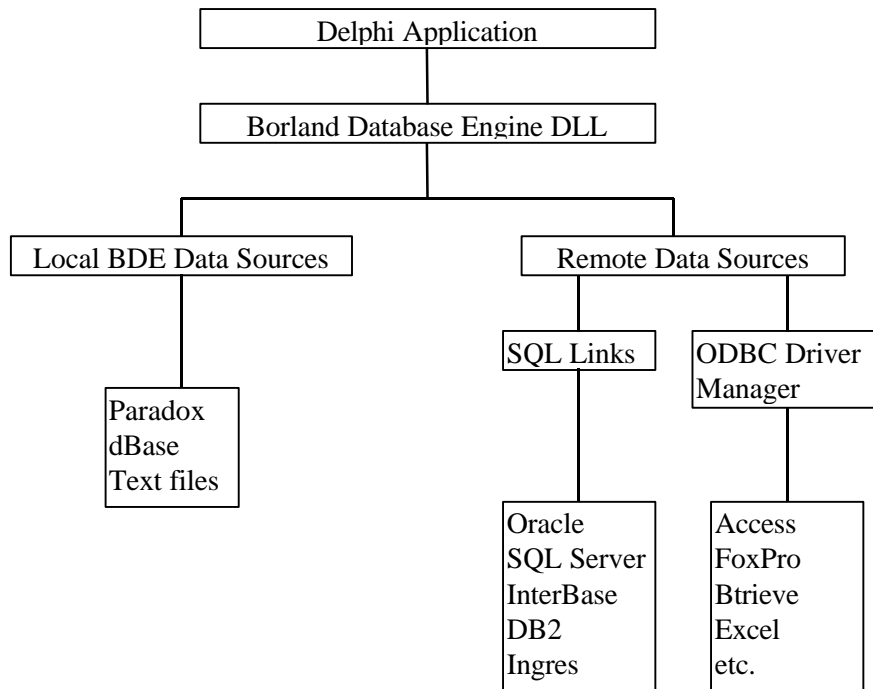 Delphi Application
Borland Database Engine DLL
Local BDE Data Sources
Remote Data Sources
SQL Links
ODBC Driver
Manager
Paradox
dBase
Text files
Oracle
SQL Server
InterBase
DB2
Ingres
Access
FoxPro
Btrieve
Excel
etc.